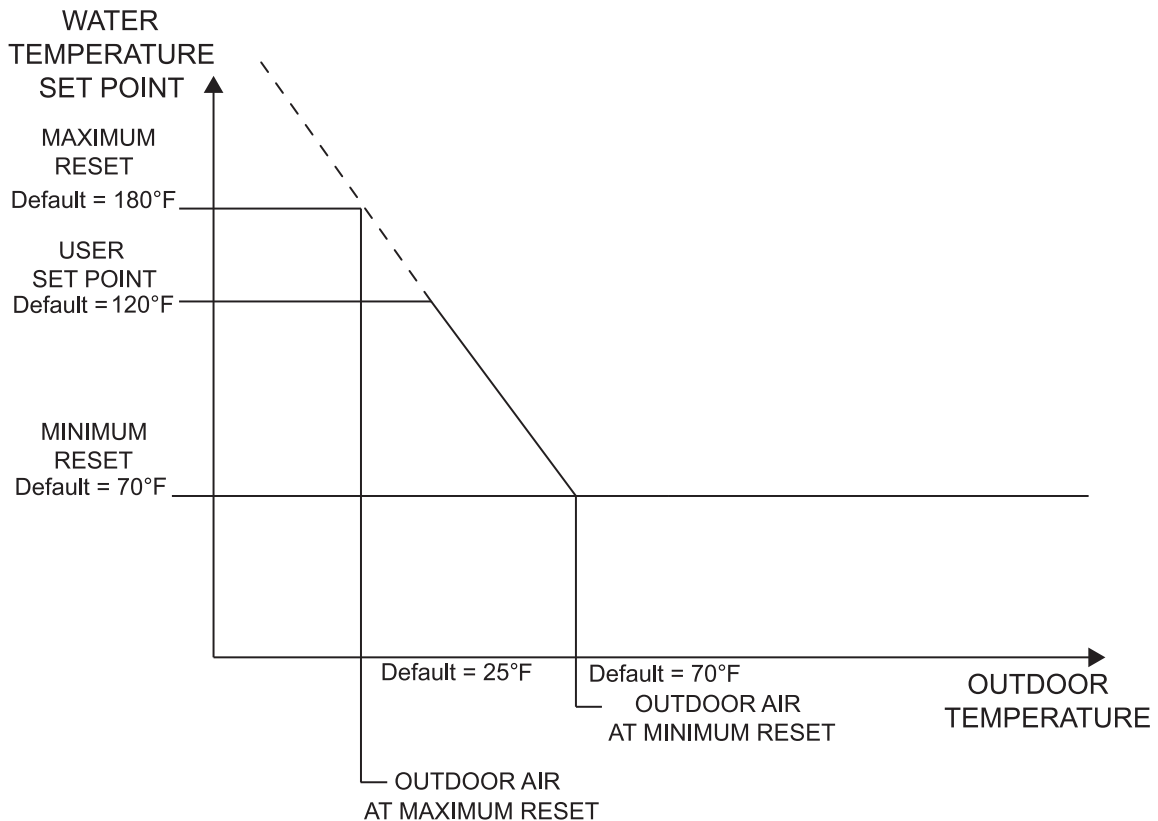 WATER
TEMPERATURE
SET POINT
MAXIMUM
RESET
Default = 180°F
USER
SET POINT
Default = 120°F
MINIMUM
RESET
Default = 70°F
Default = 25°F
Default = 70°F
OUTDOOR AIR
AT MINIMUM RESET
OUTDOOR
TEMPERATURE
OUTDOOR AIR
AT MAXIMUM RESET